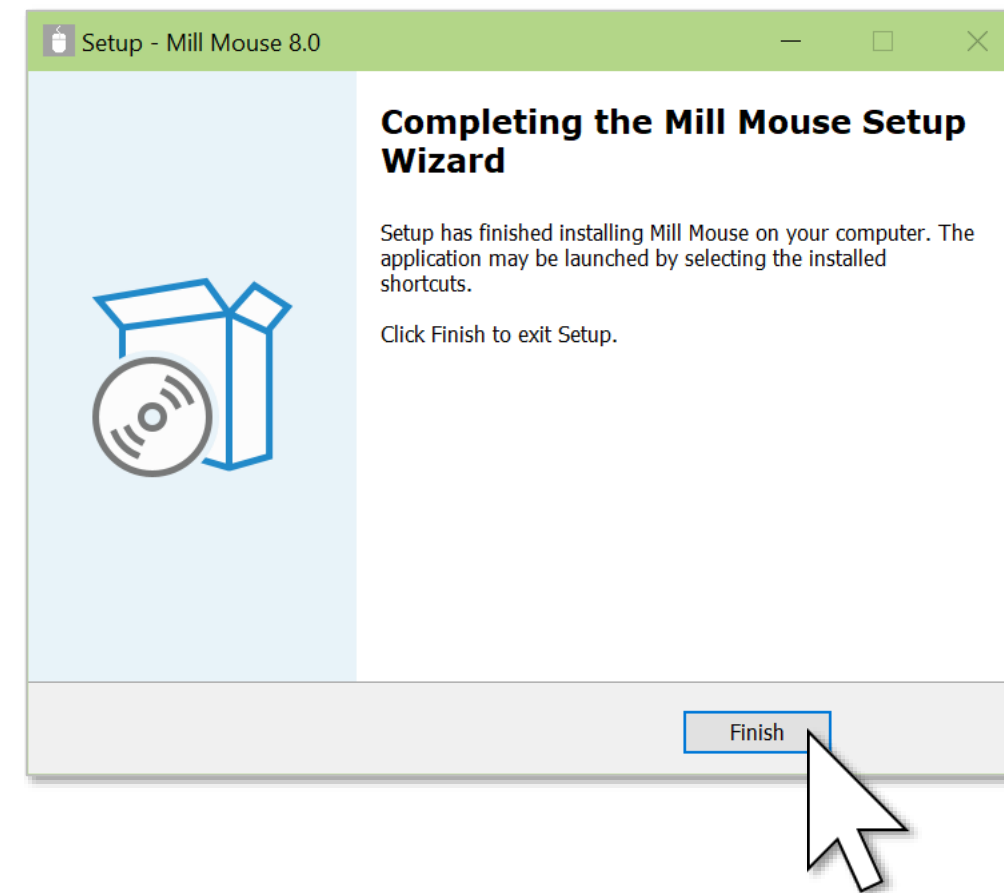 Setup - Mill Mouse 8.0
Completing the Mill Mouse Setup
Wizard
Setup has finished installing Mill Mouse on your computer. The
application may be launched by selecting the installed
shortcuts.
Click Finish to exit Setup.
Finish